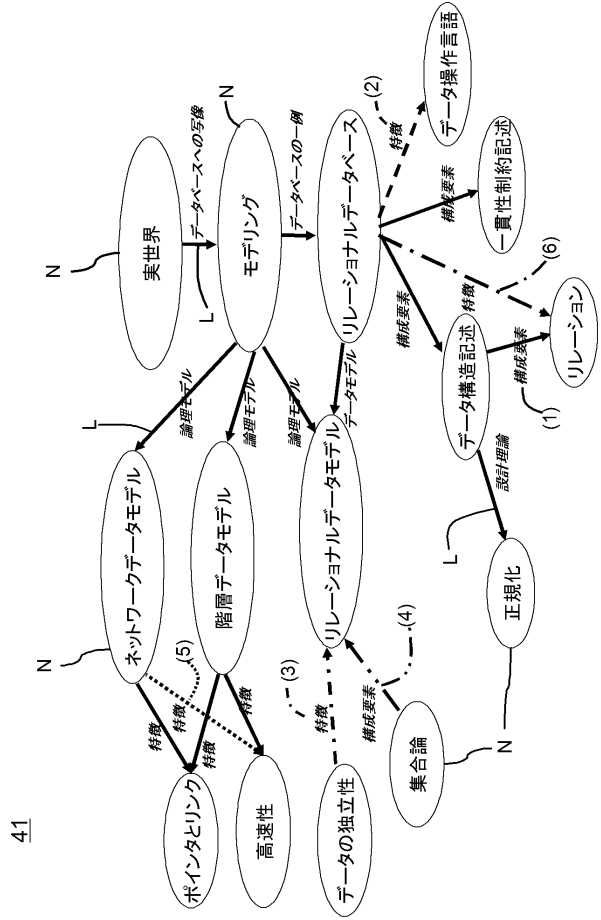 41
N
実世界
データベースへの写像
L
N
モデリング
データベースの一例
リレーショナルデータベース
論理モデル
L
論理モデル
論理モデル
データモデル
N
ネットワークデータモデル
階層データモデル
リレーショナルデータモデル
特徴
特徴
(5)
特徴
特徴
ポインタとリンク
高速性
データの独立性
特徴
(3)
集合論
構成要素
(4)
N
正規化
L
設計理論
データ構造記述
構成要素
構成要素
(1)
リレーション
特徴
(6)
構成要素
一貫性制約記述
特徴
(2)
データ操作言語